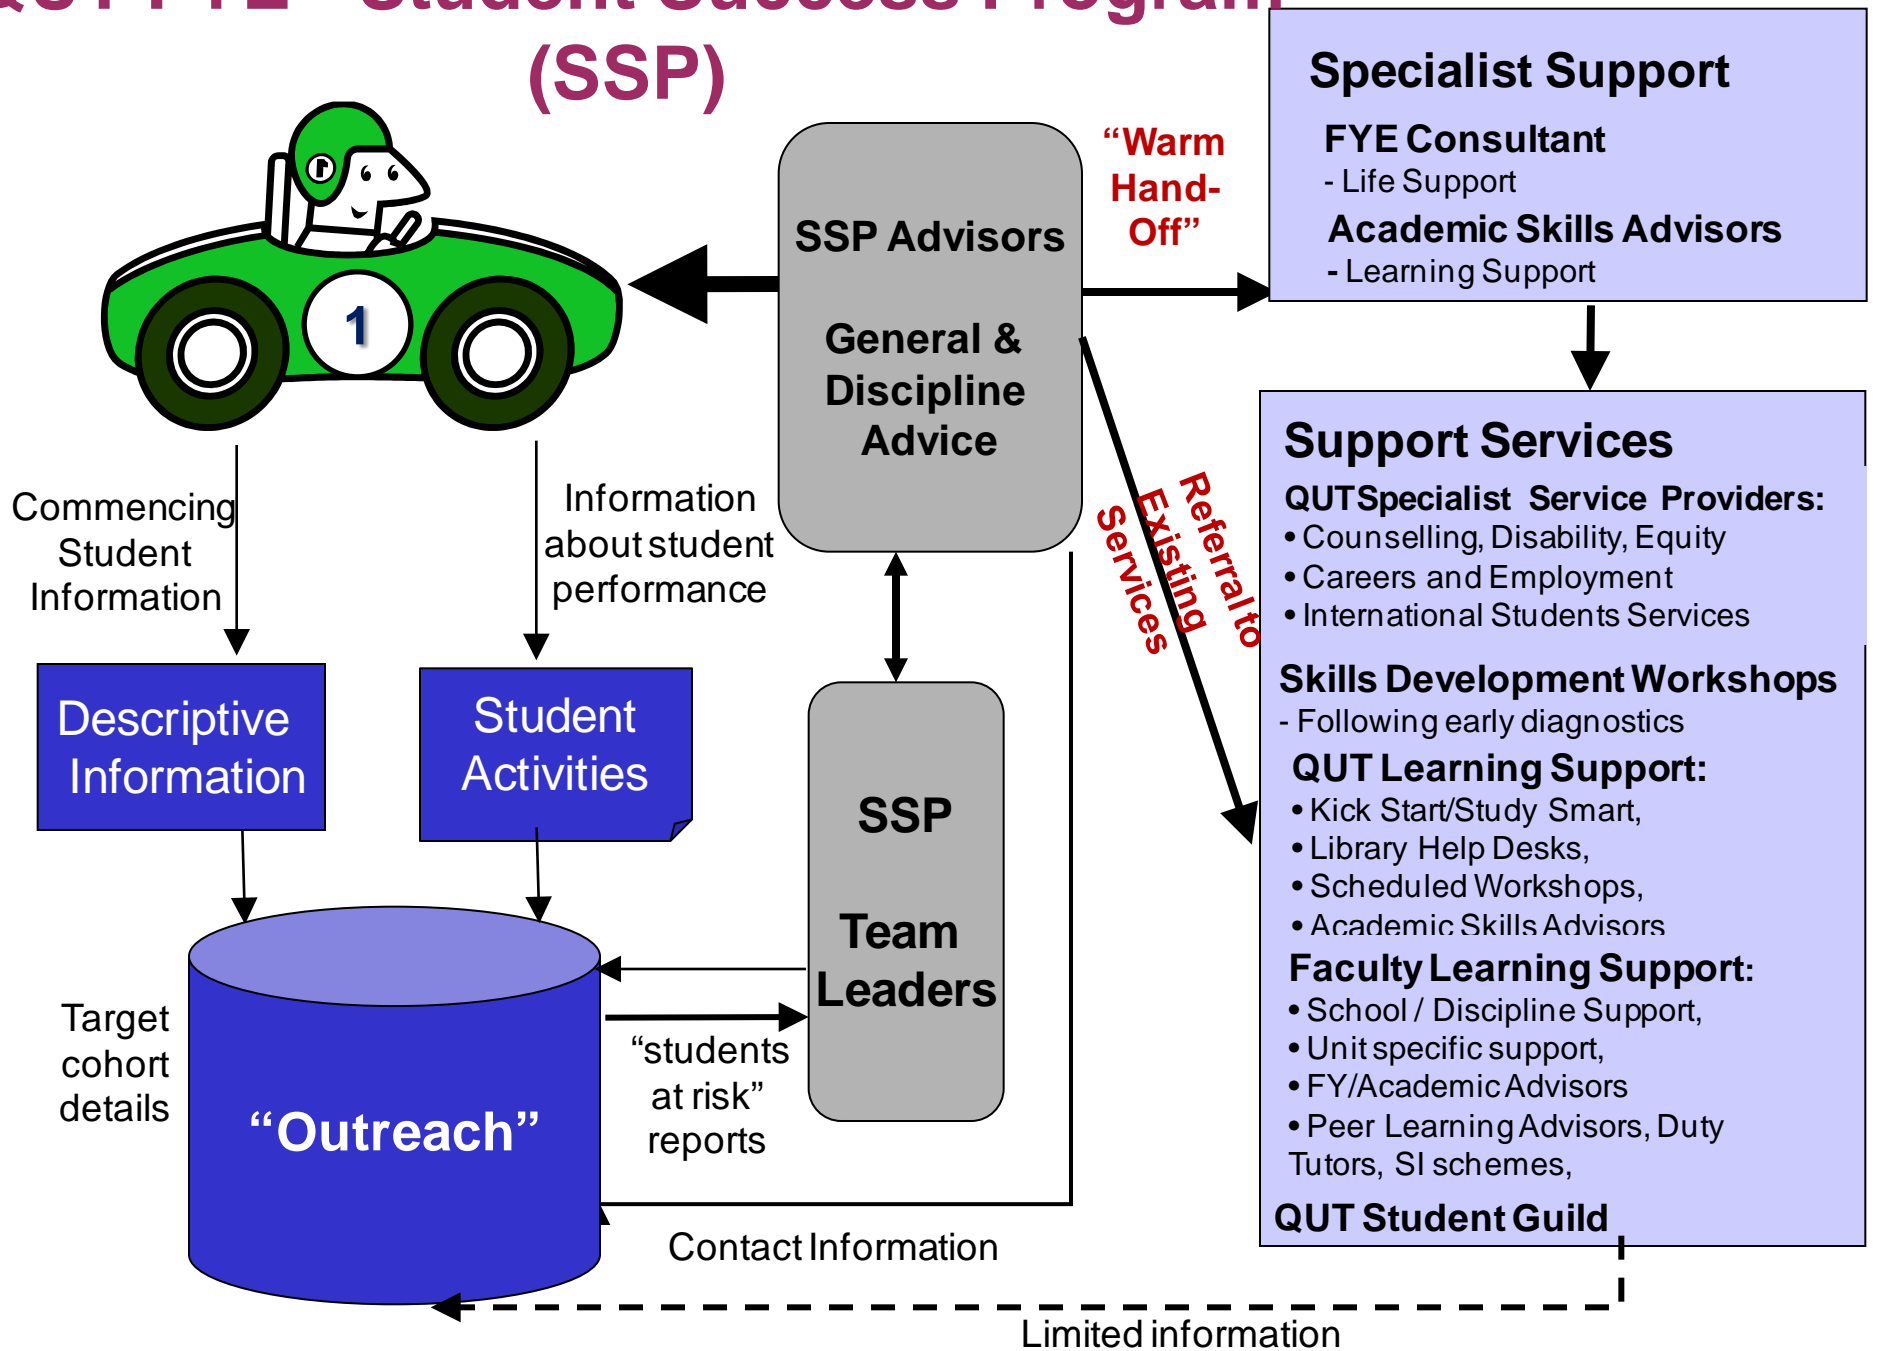 Student Success Program
(SSP)
1
1
Commencing
Student
Information
Information
about student
performance
Descriptive
Information
Student
Activities
Target
cohort
details
“Outreach”
“students
at risk”
reports
SSP Advisors
General &
Discipline
Advice
SSP
Team
Leaders
Contact Information
Limited information
“Warm
Hand-
Off”
Referral to
Existing
Services
Specialist Support
FYE Consultant
- Life Support
Academic Skills Advisors
- Learning Support
Support Services
QUTSpecialist Service Providers:
• Counselling, Disability, Equity
• Careers and Employment
• International Students Services
Skills Development Workshops
- Following early diagnostics
QUT Learning Support:
• Kick Start/Study Smart,
• Library Help Desks,
• Scheduled Workshops,
• Academic Skills Advisors
Faculty Learning Support:
• School / Discipline Support,
• Unit specific support,
• FY/Academic Advisors
• Peer Learning Advisors, Duty
Tutors, SI schemes,
QUT Student Guild